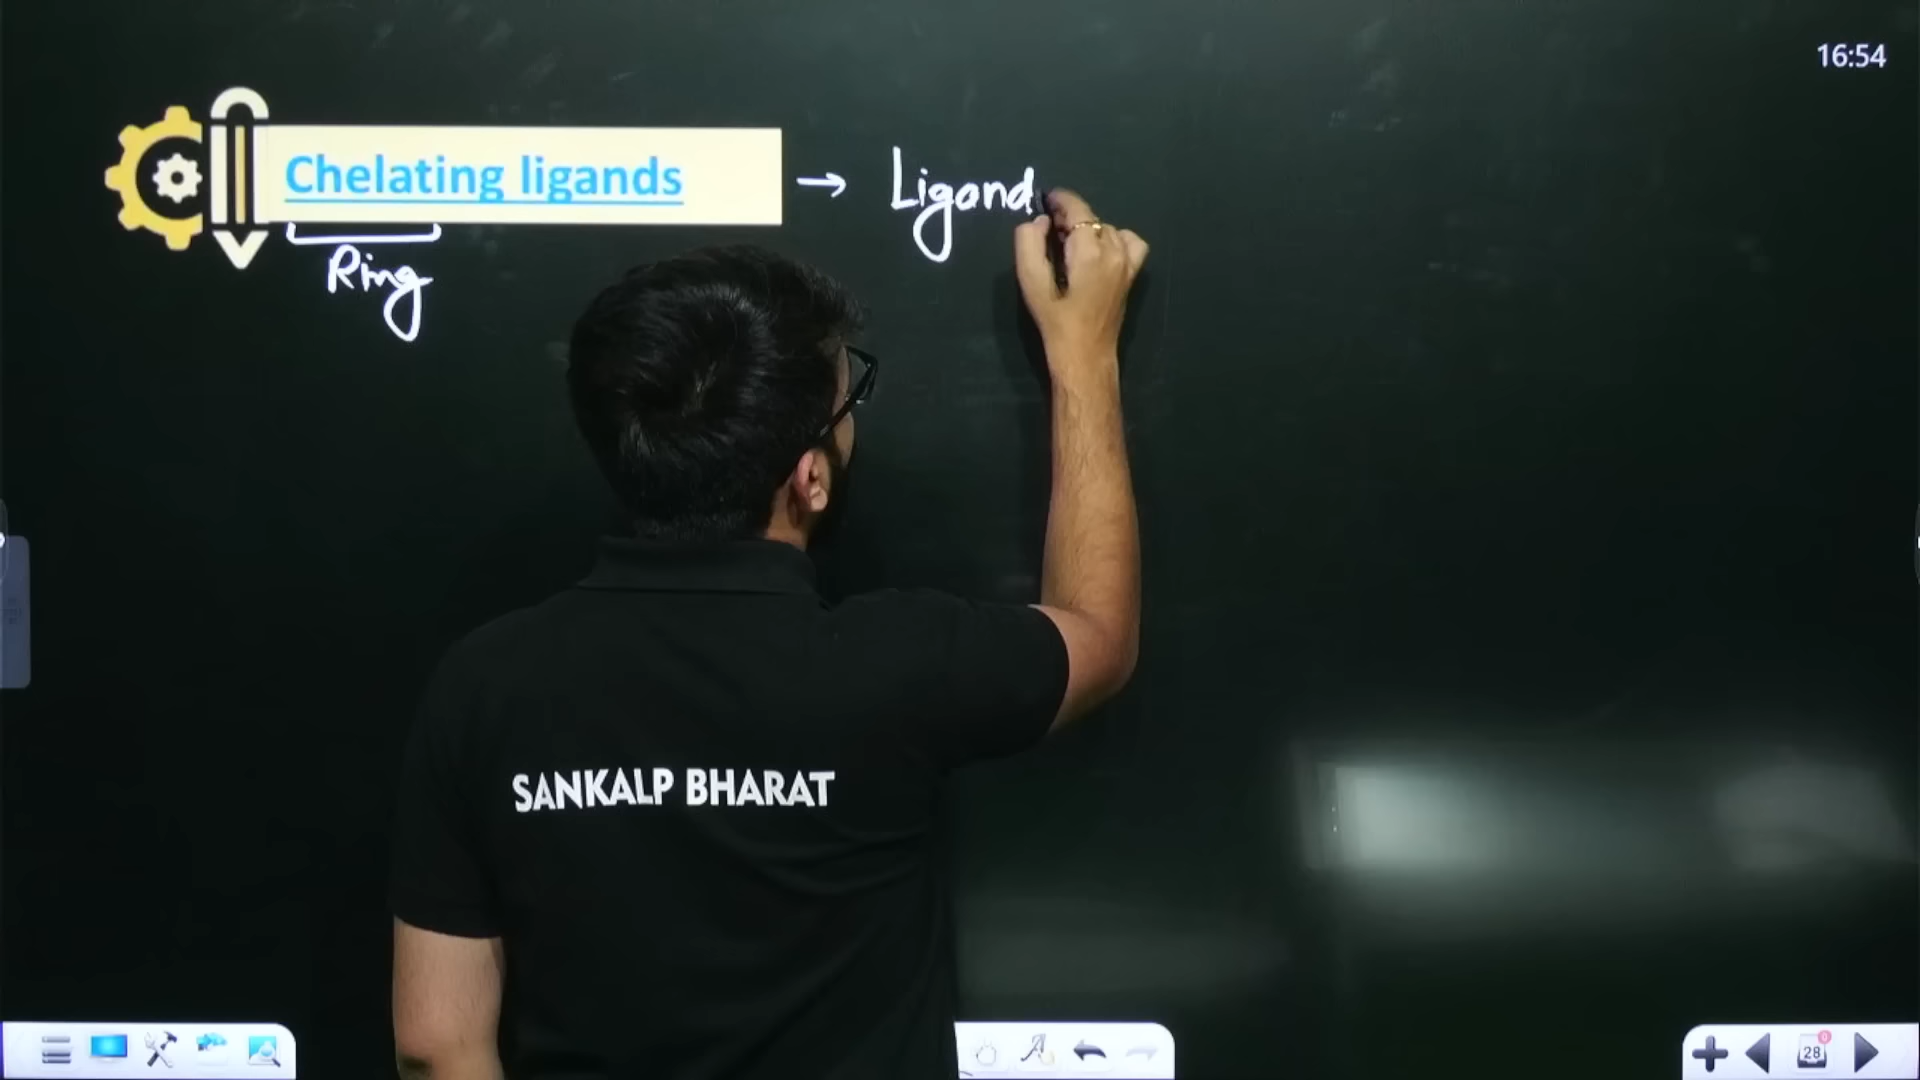 16:54
Chelating ligands → Ligand
Ring
SANKALP BHARAT
28